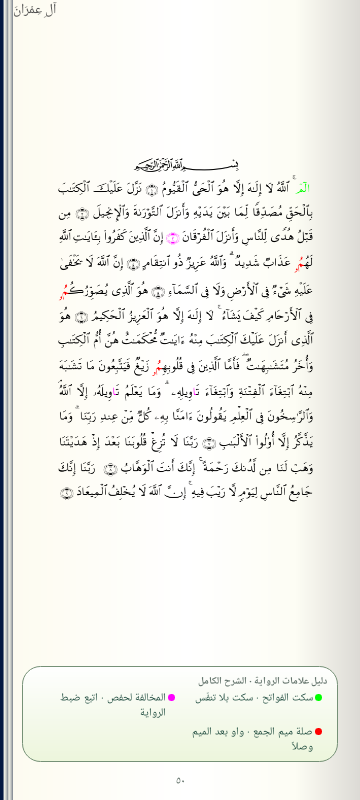 آل عمران
بِسْمِ ٱللَّهِ ٱلرَّحْمَٰنِ ٱلرَّحِيمِ
الٓمٓ ۚ ٱللَّهُ لَا إِلَٰهَ إِلَّا هُوَ ٱلْحَىُّ ٱلْقَيُّومُ ۝ نَزَّلَ عَلَيْكَ ٱلْكِتَٰبَ
بِٱلْحَقِّ مُصَدِّقًا لِّمَا بَيْنَ يَدَيْهِ وَأَنزَلَ ٱلتَّوْرَىٰةَ وَٱلْإِنجِيلَ ۝ مِن
قَبْلُ هُدًى لِّلنَّاسِ وَأَنزَلَ ٱلْفُرْقَانَ ۝ إِنَّ ٱلَّذِينَ كَفَرُوا۟ بِـَٔايَٰتِ ٱللَّهِ
لَهُمُۥ عَذَابٌ شَدِيدٌ ۗ وَٱللَّهُ عَزِيزٌ ذُو ٱنتِقَامٍ ۝ إِنَّ ٱللَّهَ لَا يَخْفَىٰ
عَلَيْهِ شَىْءٌ فِى ٱلْأَرْضِ وَلَا فِى ٱلسَّمَآءِ ۝ هُوَ ٱلَّذِى يُصَوِّرُكُمُۥ
فِى ٱلْأَرْحَامِ كَيْفَ يَشَآءُ ۚ لَا إِلَٰهَ إِلَّا هُوَ ٱلْعَزِيزُ ٱلْحَكِيمُ ۝ هُوَ
ٱلَّذِى أَنزَلَ عَلَيْكَ ٱلْكِتَٰبَ مِنْهُ ءَايَٰتٌ مُّحْكَمَٰتٌ هُنَّ أُمُّ ٱلْكِتَٰبِ
وَأُخَرُ مُتَشَٰبِهَٰتٌ ۖ فَأَمَّا ٱلَّذِينَ فِى قُلُوبِهِمُۥ زَيْغٌ فَيَتَّبِعُونَ مَا تَشَٰبَهَ
مِنْهُ ٱبْتِغَآءَ ٱلْفِتْنَةِ وَٱبْتِغَآءَ تَاوِيلِهِۦ ۗ وَمَا يَعْلَمُ تَاوِيلَهُۥ إِلَّا ٱللَّهُ ۗ
وَٱلرَّٰسِخُونَ فِى ٱلْعِلْمِ يَقُولُونَ ءَامَنَّا بِهِۦ كُلٌّ مِّنْ عِندِ رَبِّنَا ۗ وَمَا
يَذَّكَّرُ إِلَّا أُو۟لُوا۟ ٱلْأَلْبَٰبِ ۝ رَبَّنَا لَا تُزِغْ قُلُوبَنَا بَعْدَ إِذْ هَدَيْتَنَا
وَهَبْ لَنَا مِن لَّدُنكَ رَحْمَةً ۚ إِنَّكَ أَنتَ ٱلْوَهَّابُ ۝ رَبَّنَا إِنَّكَ
جَامِعُ ٱلنَّاسِ لِيَوْمٍ لَّا رَيْبَ فِيهِ ۚ إِنَّ ٱللَّهَ لَا يُخْلِفُ ٱلْمِيعَادَ ۝
دليل علامات الرواية · الشرح الكامل
سكت الفواتح · سكت بلا تنفّس
المخالفة لحفص · اتبع ضبط
الرواية
صلة ميم الجمع · واو بعد الميم
وصلاً
٥٠